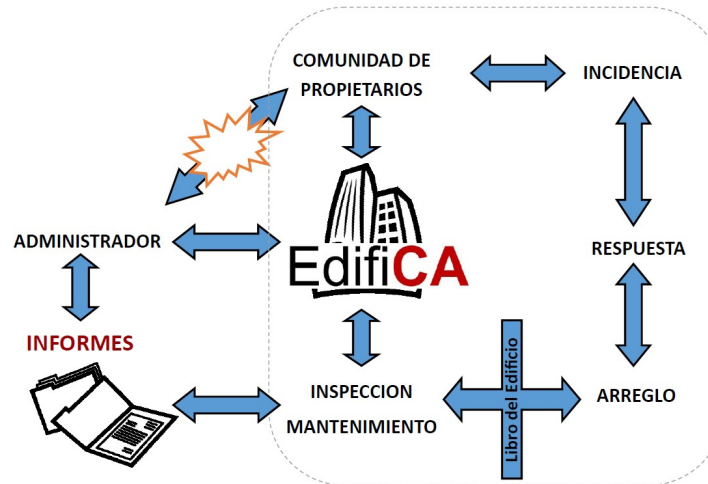 COMUNIDAD DE
PROPIETARIOS
INCIDENCIA
ADMINISTRADOR
EdifiCA
RESPUESTA
INFORMES
INSPECCION
MANTENIMIENTO
Libro del Edificio
ARREGLO